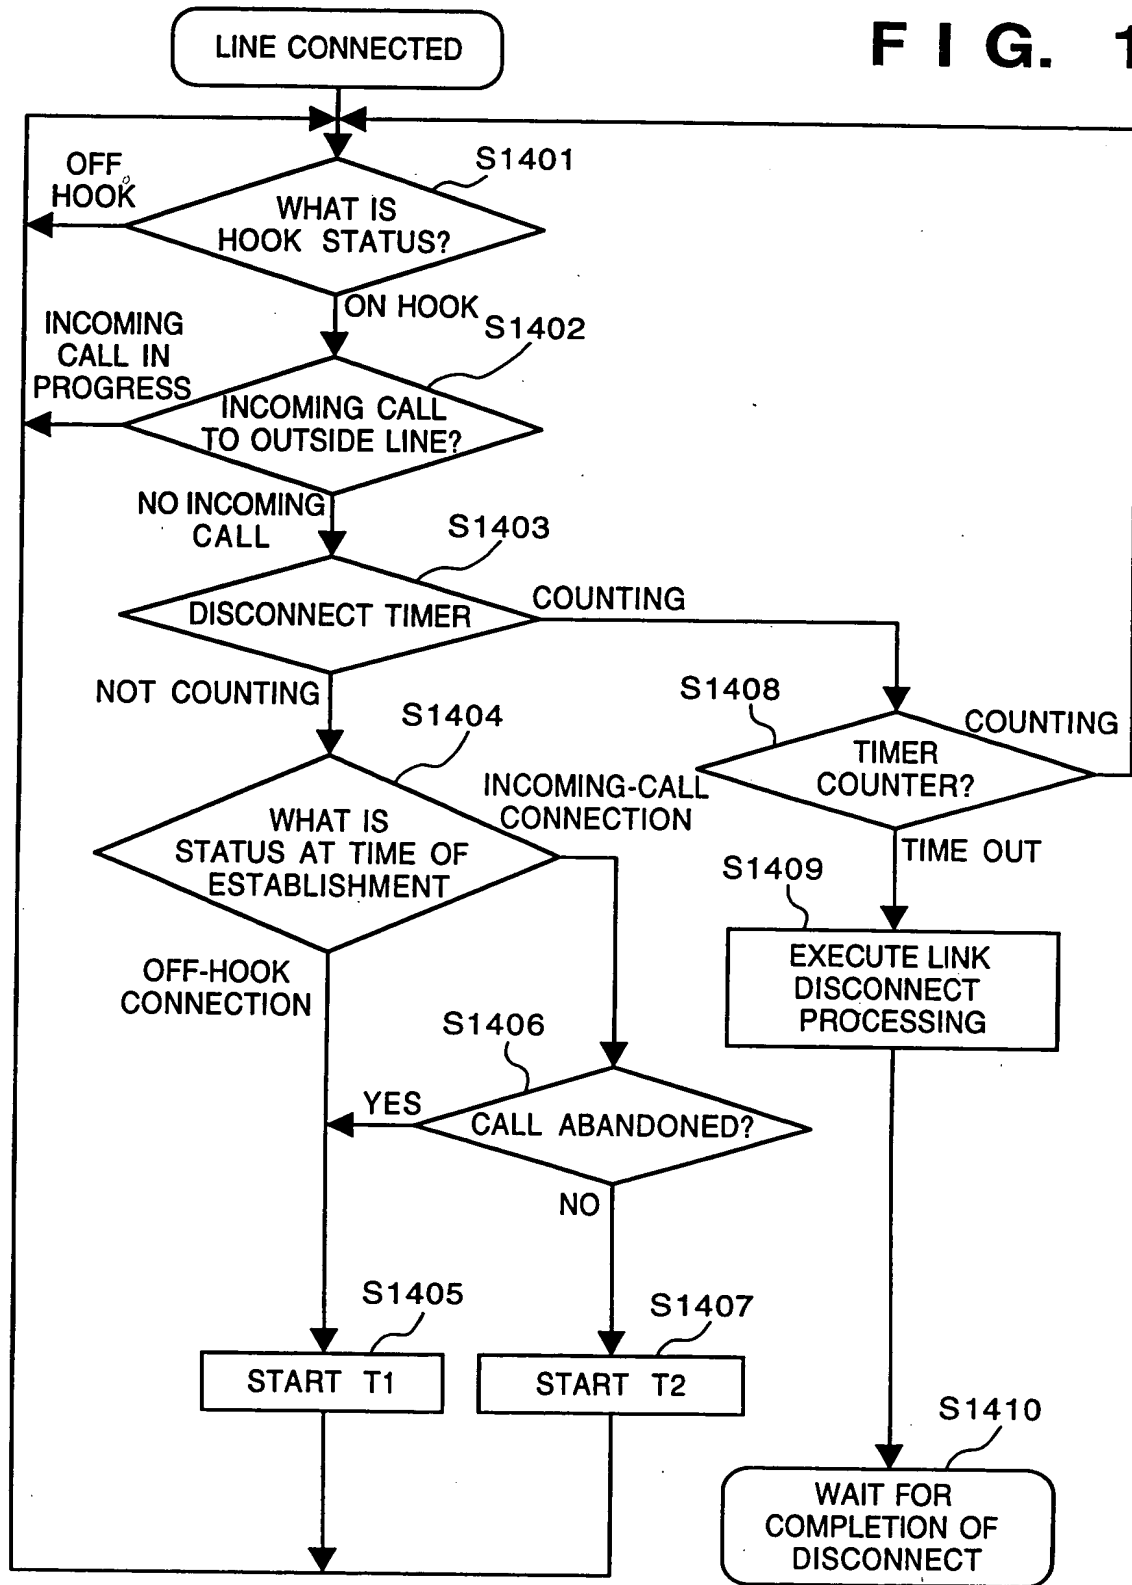 LINE CONNECTED
FIG. 1
OFF
HOOK
S1401
WHAT IS
HOOK STATUS?
ON HOOK
INCOMING
CALL IN
PROGRESS
S1402
INCOMING CALL
TO OUTSIDE LINE?
NO INCOMING
CALL
S1403
DISCONNECT TIMER
COUNTING
NOT COUNTING
S1404
S1408
COUNTING
TIMER
COUNTER?
INCOMING-CALL
CONNECTION
WHAT IS
STATUS AT TIME OF
ESTABLISHMENT
TIME OUT
S1409
EXECUTE LINK
DISCONNECT
PROCESSING
OFF-HOOK
CONNECTION
S1406
YES
CALL ABANDONED?
NO
S1405
START T1
S1407
START T2
S1410
WAIT FOR
COMPLETION OF
DISCONNECT